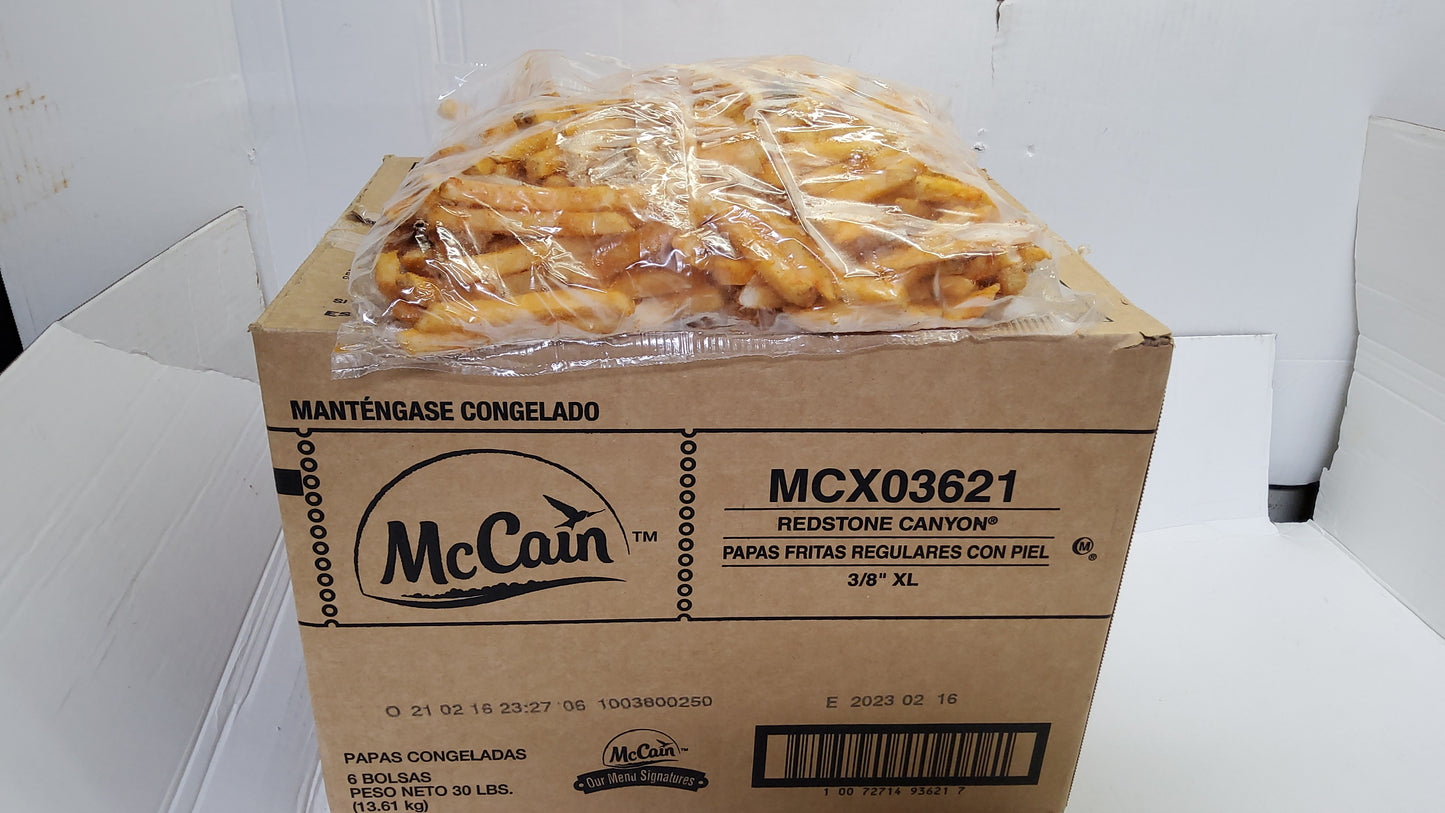 MANTÉNGASE CONGELADO
McCain™
MCX03621
REDSTONE CANYON®
PAPAS FRITAS REGULARES CON PIEL
M®
3/8" XL
O 21 02 16 23:27 06 1003800250
E 2023 02 16
PAPAS CONGELADAS
6 BOLSAS
PESO NETO 30 LBS.
(13.61 kg)
McCain™
Our Menu Signatures
1 00 72714 93621 7